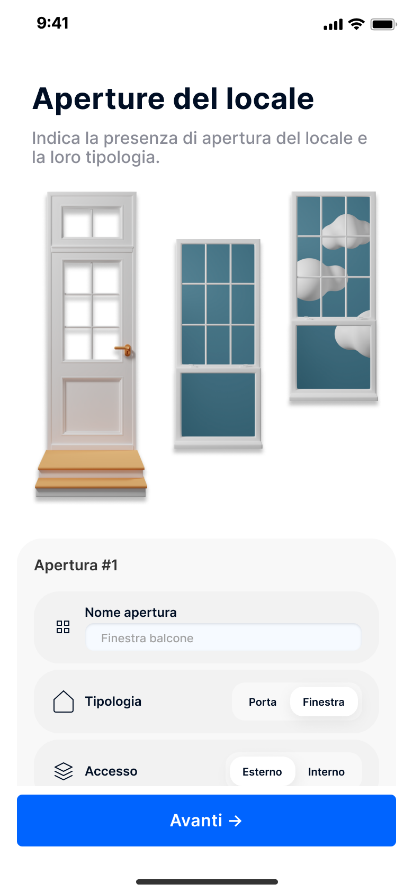 9:41
Aperture del locale
Indica la presenza di apertura del locale e
la loro tipologia.
Apertura #1
Nome apertura
Finestra balcone
Tipologia
Porta
Finestra
Accesso
Esterno
Interno
Avanti →